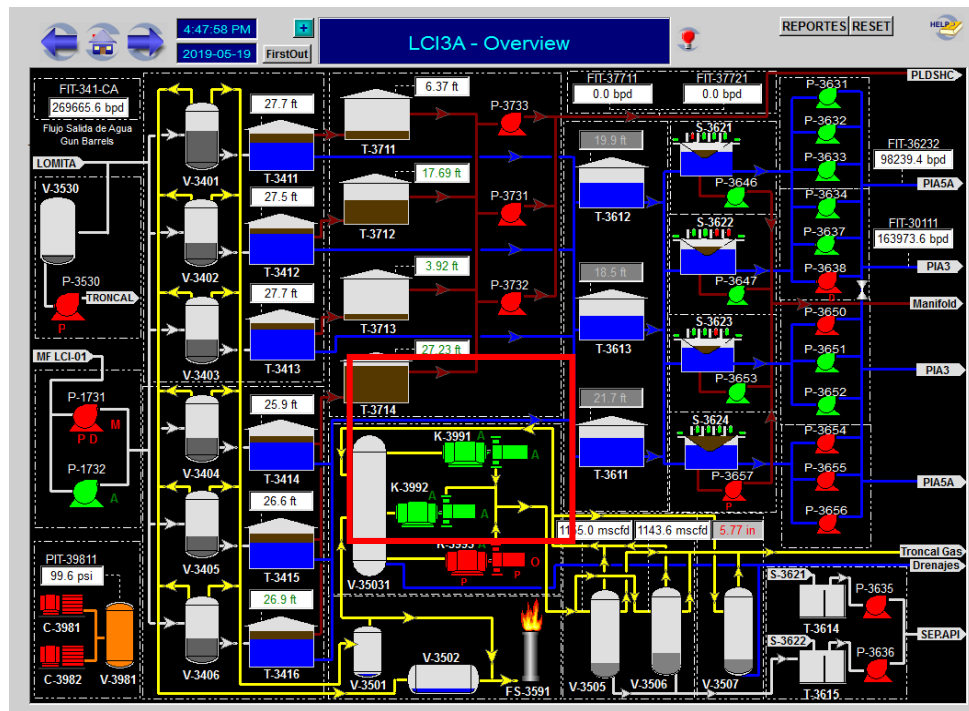 4:47:58 PM
2019-05-19
+
FirstOut
LCI3A - Overview
REPORTES
RESET
HELP
FIT-341-CA
269665.6 bpd
Flujo Salida de Agua
Gun Barrels
LOMITA
V-3530
P-3530
TRONCAL
P
MF LCI-01
P-1731
M
P D
P-1732
A
PIT-39811
99.6 psi
C-3981
C-3982
V-3981
V-3401
V-3402
V-3403
V-3404
V-3405
V-3406
27.7 ft
T-3411
27.5 ft
T-3412
27.7 ft
T-3413
25.9 ft
T-3414
26.6 ft
T-3415
26.9 ft
T-3416
6.37 ft
T-3711
17.69 ft
T-3712
3.92 ft
T-3713
27.23 ft
T-3714
P-3733
P-3731
P-3732
K-3991
A
F
A
K-3992
A
F
A
K-3993
O
P
P
V-35031
V-3501
V-3502
FS-3591
FIT-37711
0.0 bpd
FIT-37721
0.0 bpd
19.9 ft
T-3612
18.5 ft
T-3613
21.7 ft
T-3611
S-3621
P-3646
S-3622
P-3647
S-3623
P-3653
S-3624
P-3657
P-3631
P-3632
P-3633
P-3634
P-3637
P-3638
P
P-3650
P-3651
P-3652
P-3654
P-3655
P-3656
PLDSHC
FIT-36232
98239.4 bpd
PIA5A
FIT-30111
163973.6 bpd
PIA3
Manifold
PIA3
PIA5A
1143.6 mscfd
5.77 in
Troncal Gas
Drenajes
V-3505
V-3506
V-3507
S-3621
T-3614
P-3635
S-3622
T-3615
P-3636
SEP.API